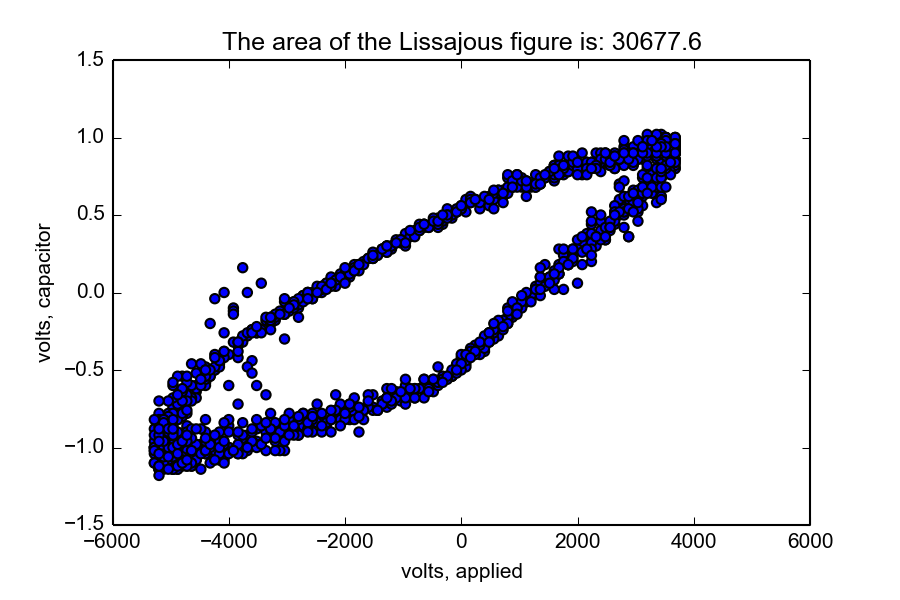 The area of the Lissajous figure is: 30677.6
1.5
1.0
0.5
0.0
−0.5
−1.0
−1.5
volts, capacitor
−6000 −4000 −2000 0 2000 4000 6000
volts, applied